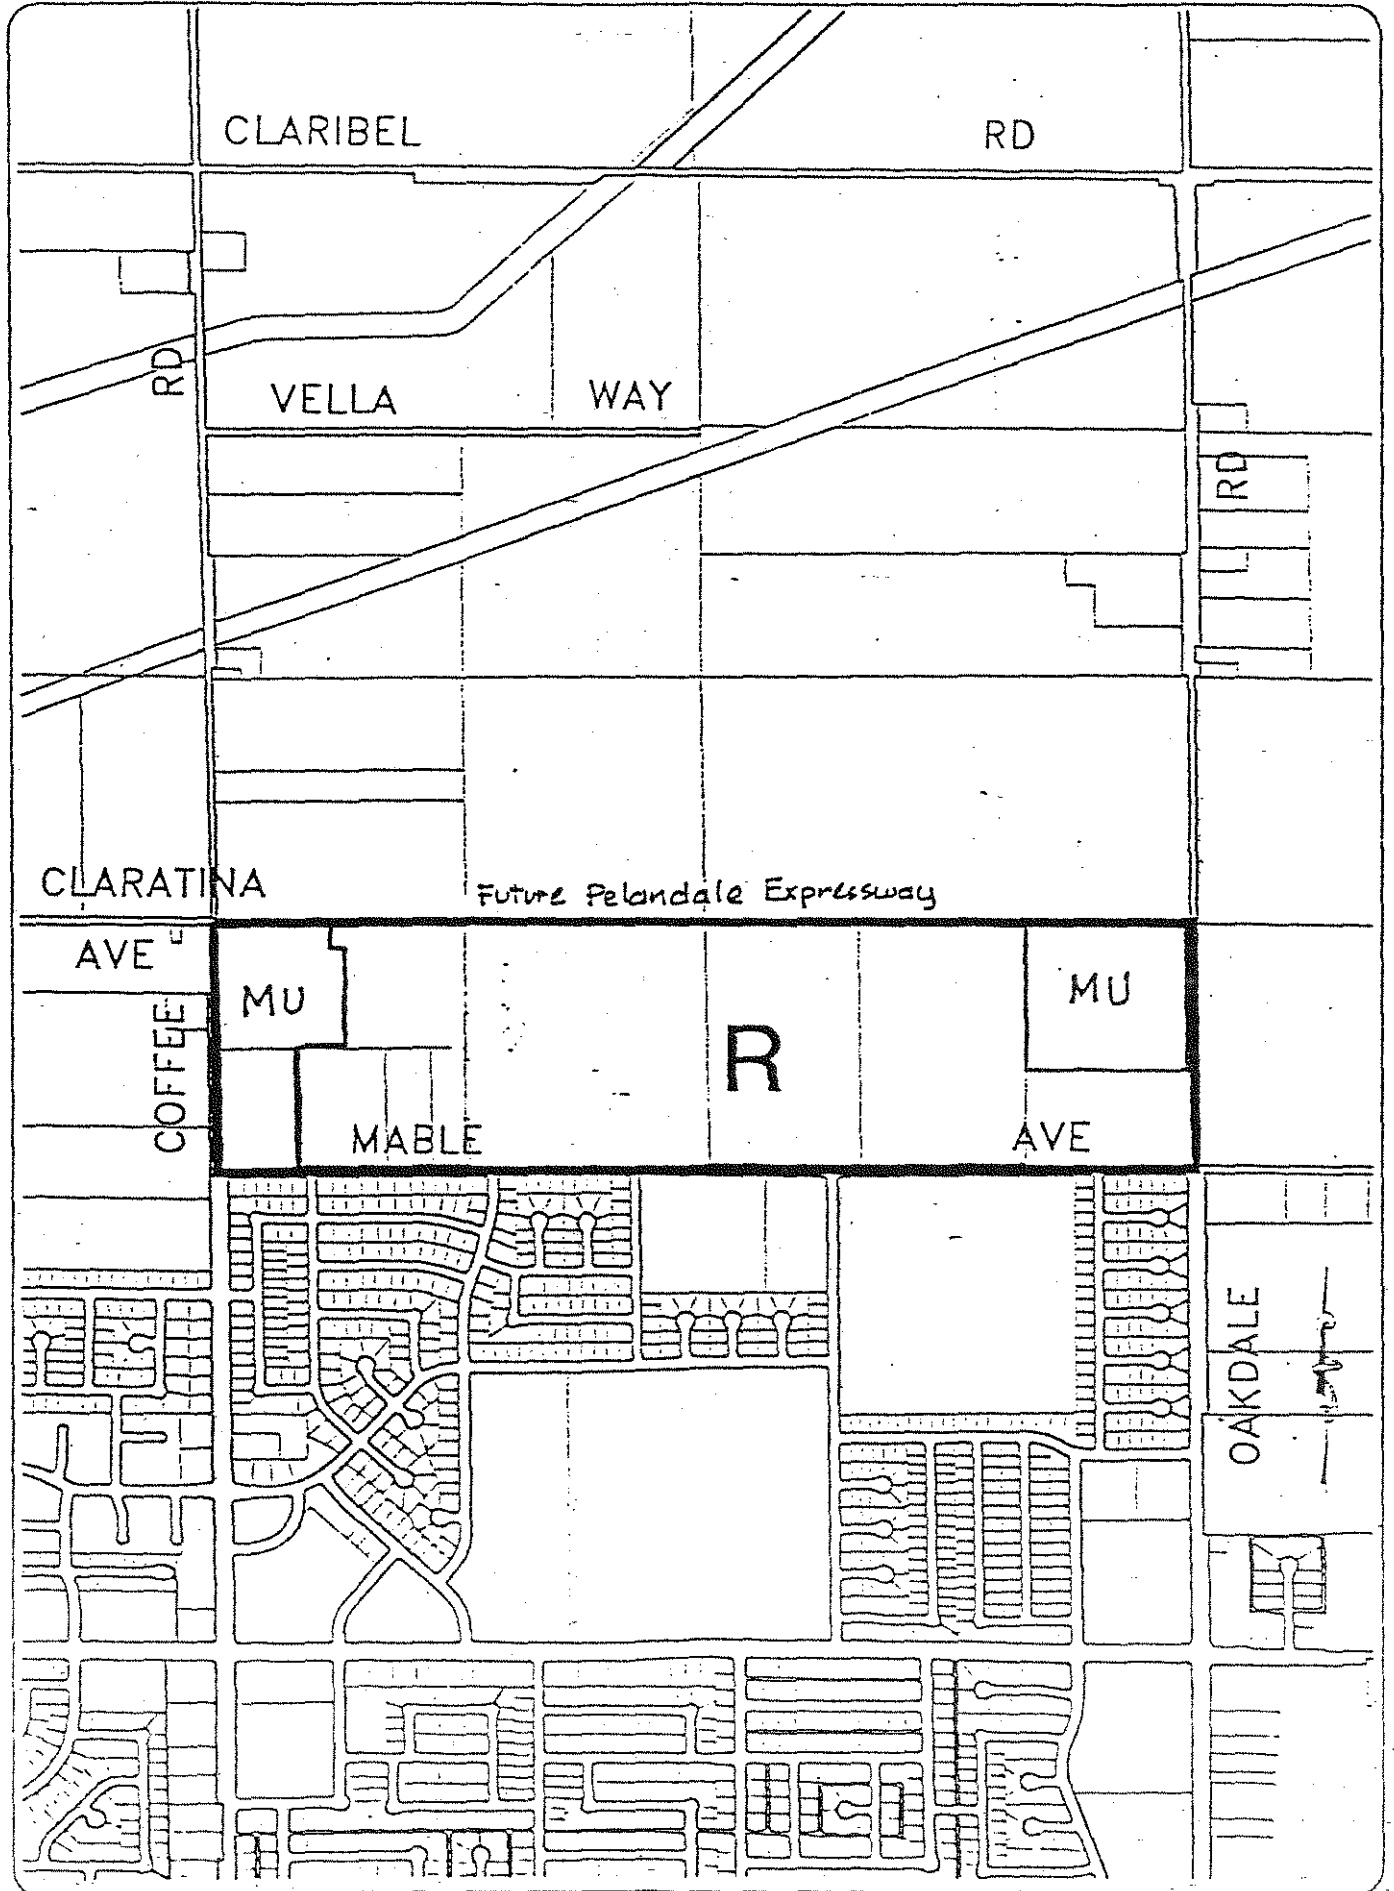 CLARIBEL RD
RD
VELLA WAY
RD
CLARATINA
Future Pelandale Expressway
AVE
MU
MU
COFFEE
R
MABLE AVE
OAKDALE